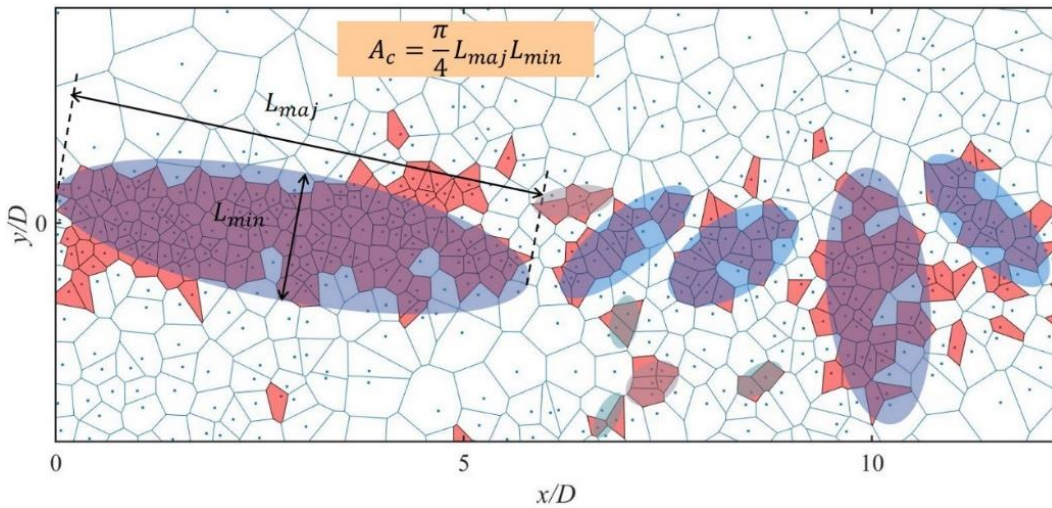 A_c = π/4 L_maj L_min
L_maj
L_min
y/D
0
0 5 10
x/D